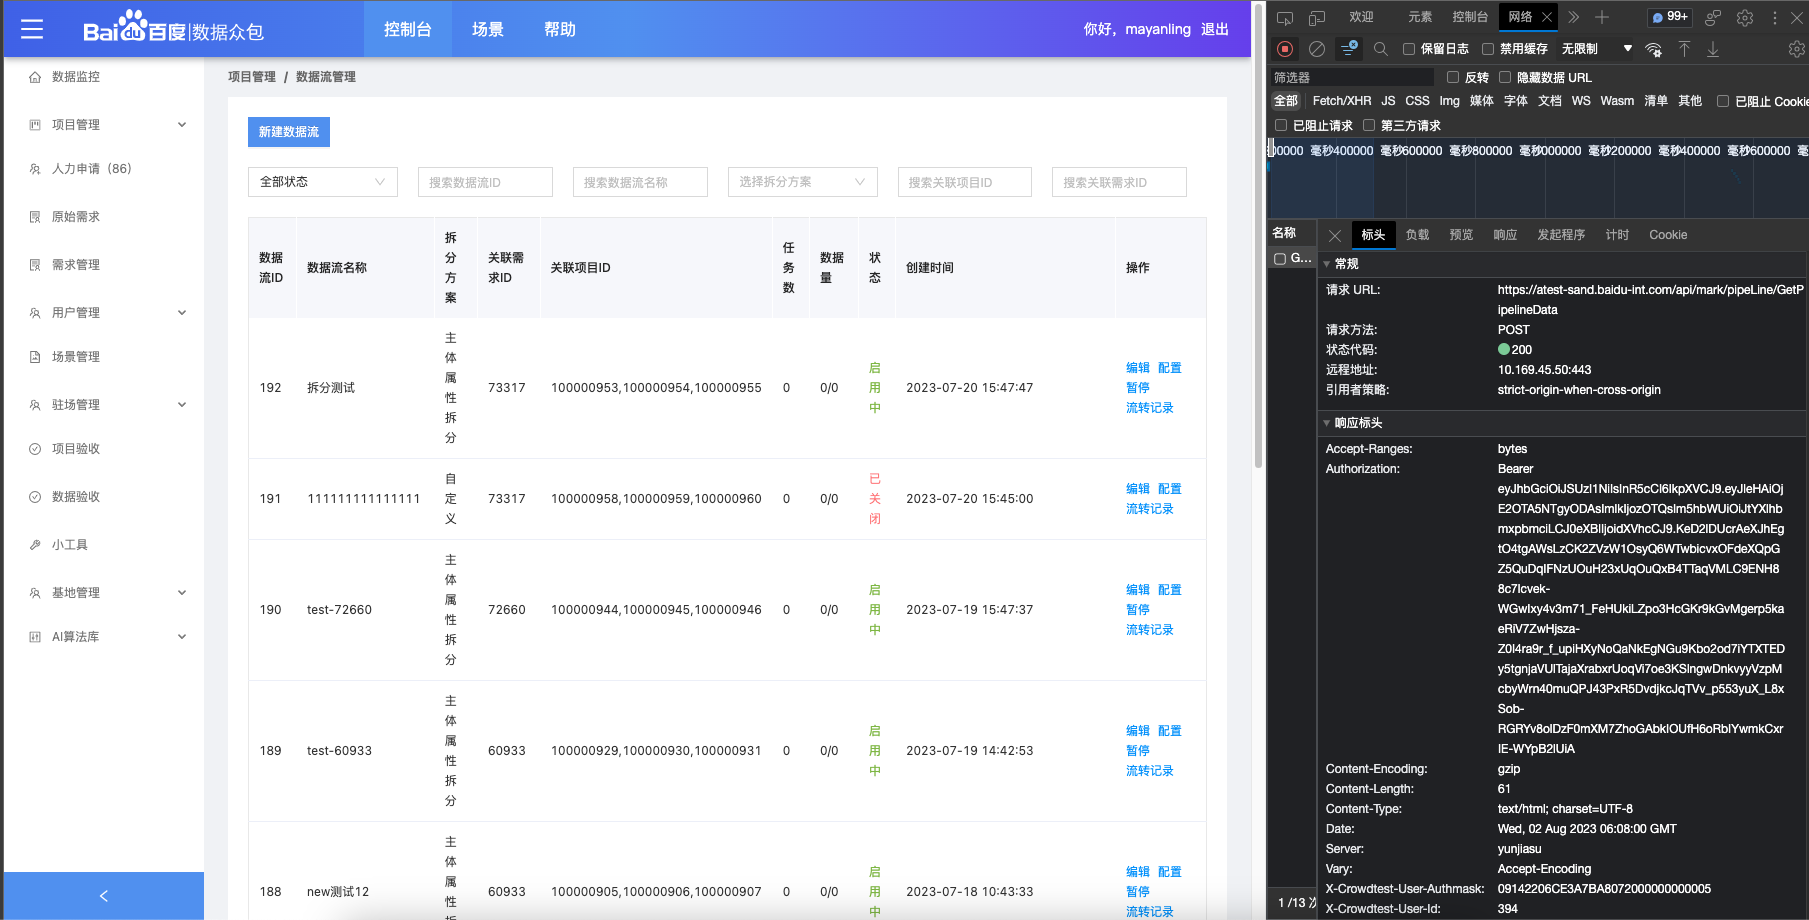 Bai du 百度|数据众包
控制台 场景 帮助
你好，mayanling 退出
数据监控
项目管理
人力申请（86）
原始需求
需求管理
用户管理
场景管理
驻场管理
项目验收
数据验收
小工具
基地管理
AI算法库
项目管理 / 数据流管理
新建数据流
全部状态 搜索数据流ID 搜索数据流名称 选择拆分方案 搜索关联项目ID 搜索关联需求ID
数据流ID 数据流名称 拆分方案 关联需求ID 关联项目ID 任务数 数据量 状态 创建时间 操作
192 拆分测试 主体属性拆分 73317 100000953,100000954,100000955 0 0/0 启用中 2023-07-20 15:47:47 编辑 配置 暂停 流转记录
191 111111111111111 自定义 73317 100000958,100000959,100000960 0 0/0 已关闭 2023-07-20 15:45:00 编辑 配置 流转记录
190 test-72660 主体属性拆分 72660 100000944,100000945,100000946 0 0/0 启用中 2023-07-19 15:47:37 编辑 配置 暂停 流转记录
189 test-60933 主体属性拆分 60933 100000929,100000930,100000931 0 0/0 启用中 2023-07-19 14:42:53 编辑 配置 暂停 流转记录
188 new测试12 主体属性拆 60933 100000905,100000906,100000907 0 0/0 启用中 2023-07-18 10:43:33 编辑 配置 暂停 流转记录
欢迎 元素 控制台 网络 99+
保留日志 禁用缓存 无限制
筛选器 反转 隐藏数据 URL
全部 Fetch/XHR JS CSS Img 媒体 字体 文档 WS Wasm 清单 其他 已阻止 Cookie
已阻止请求 第三方请求
00000 毫秒400000 毫秒600000 毫秒800000 毫秒000000 毫秒200000 毫秒400000 毫秒600000 毫
名称 标头 负载 预览 响应 发起程序 计时 Cookie
G...
常规
请求 URL: https://atest-sand.baidu-int.com/api/mark/pipeLine/GetP
ipelineData
请求方法: POST
状态代码: 200
远程地址: 10.169.45.50:443
引用者策略: strict-origin-when-cross-origin
响应标头
Accept-Ranges: bytes
Authorization: Bearer
Content-Encoding: gzip
Content-Length: 61
Content-Type: text/html; charset=UTF-8
Date: Wed, 02 Aug 2023 06:08:00 GMT
Server: yunjiasu
Vary: Accept-Encoding
X-Crowdtest-User-Authmask: 09142206CE3A7BA8072000000000005
X-Crowdtest-User-Id: 394
1 /13 次